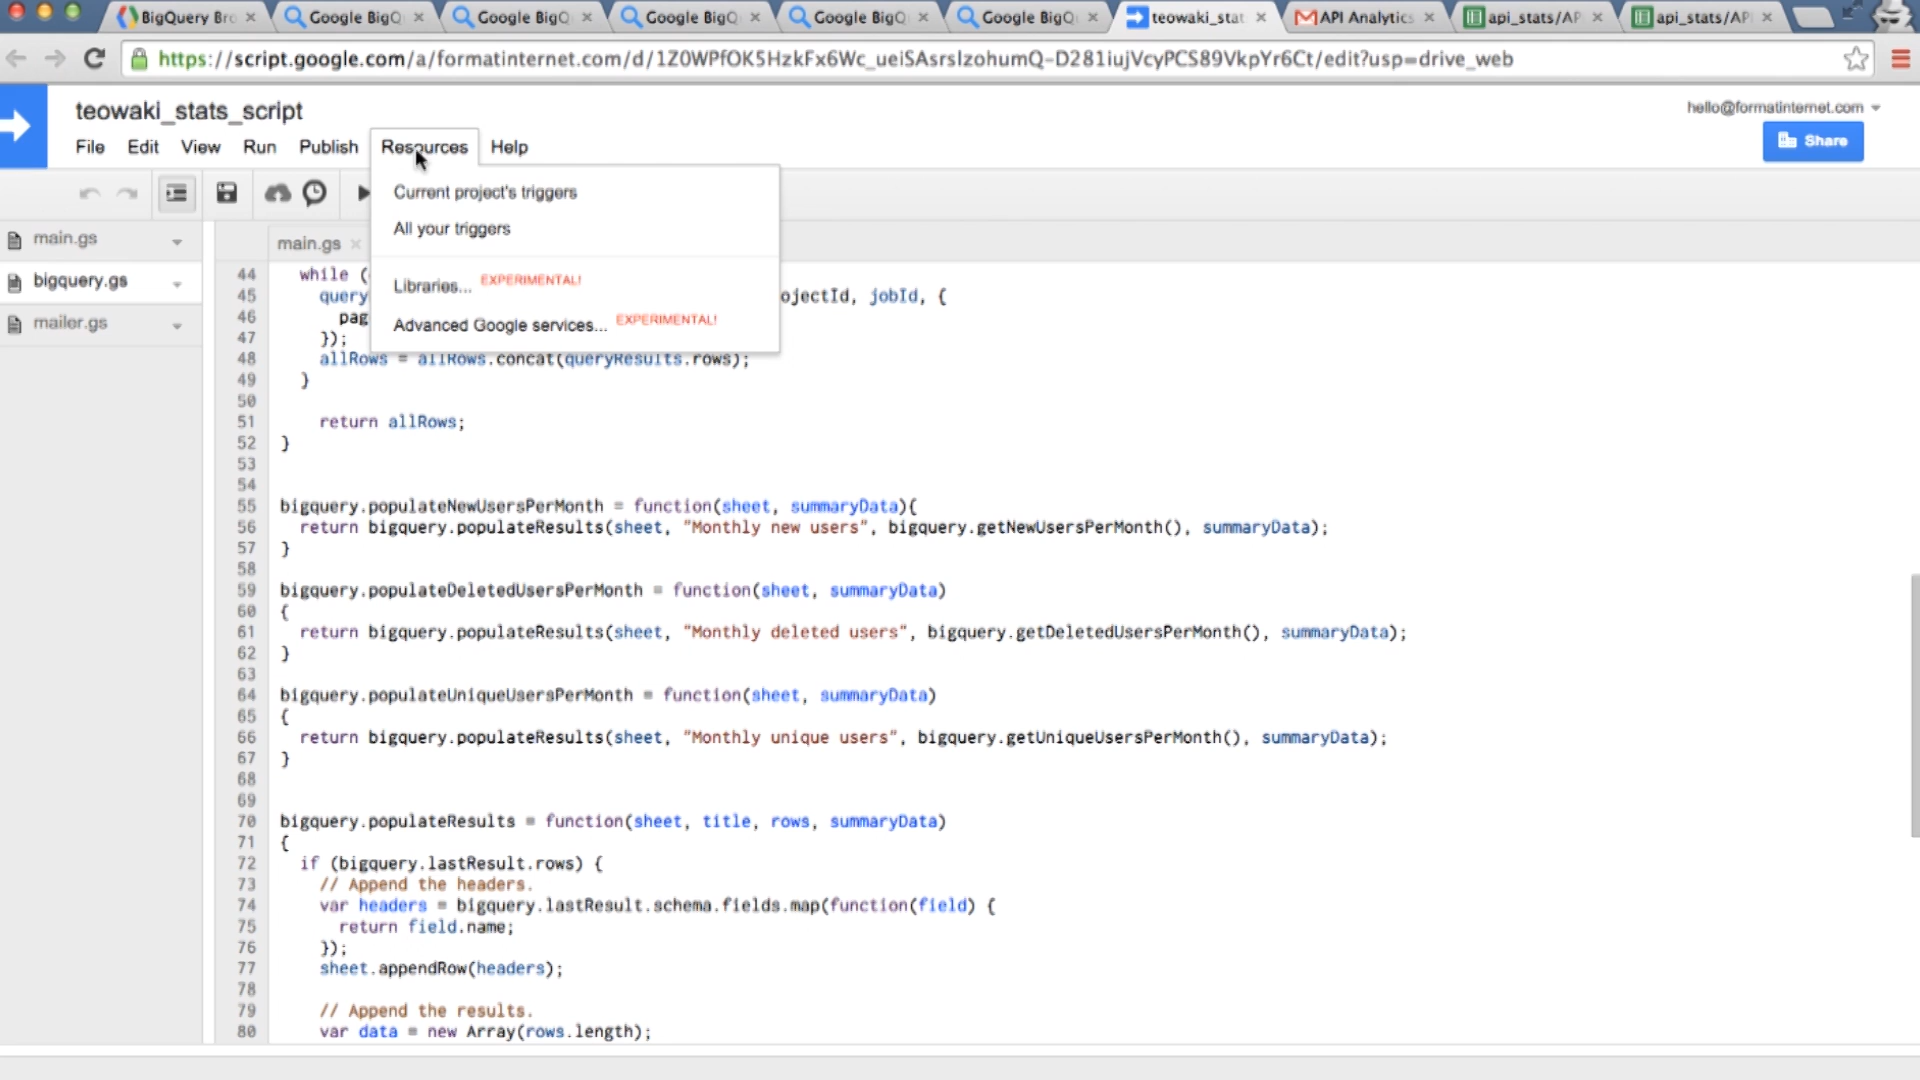 BigQuery Bro
Google BigQ
Google BigQ
Google BigQ
Google BigQ
Google BigQ
teowaki_stat
API Analytics
api_stats/AP
api_stats/AP
https://script.google.com/a/formatinternet.com/d/1Z0WPfOK5HzkFx6Wc_ueiSAsrsIzohumQ-D281iujVcyPCS89VkpYr6Ct/edit?usp=drive_web
teowaki_stats_script
hello@formatinternet.com
File Edit View Run Publish Resources Help
Share
Current project's triggers
All your triggers
Libraries... EXPERIMENTAL!
Advanced Google services... EXPERIMENTAL!
main.gs
bigquery.gs
mailer.gs
main.gs
44 while (
45 query ojectId, jobId, {
46 pag
47 });
48 allRows = allRows.concat(queryResults.rows);
49 }
50
51 return allRows;
52 }
53
54
55 bigquery.populateNewUsersPerMonth = function(sheet, summaryData){
56 return bigquery.populateResults(sheet, "Monthly new users", bigquery.getNewUsersPerMonth(), summaryData);
57 }
58
59 bigquery.populateDeletedUsersPerMonth = function(sheet, summaryData)
60 {
61 return bigquery.populateResults(sheet, "Monthly deleted users", bigquery.getDeletedUsersPerMonth(), summaryData);
62 }
63
64 bigquery.populateUniqueUsersPerMonth = function(sheet, summaryData)
65 {
66 return bigquery.populateResults(sheet, "Monthly unique users", bigquery.getUniqueUsersPerMonth(), summaryData);
67 }
68
69
70 bigquery.populateResults = function(sheet, title, rows, summaryData)
71 {
72 if (bigquery.lastResult.rows) {
73 // Append the headers.
74 var headers = bigquery.lastResult.schema.fields.map(function(field) {
75 return field.name;
76 });
77 sheet.appendRow(headers);
78
79 // Append the results.
80 var data = new Array(rows.length);